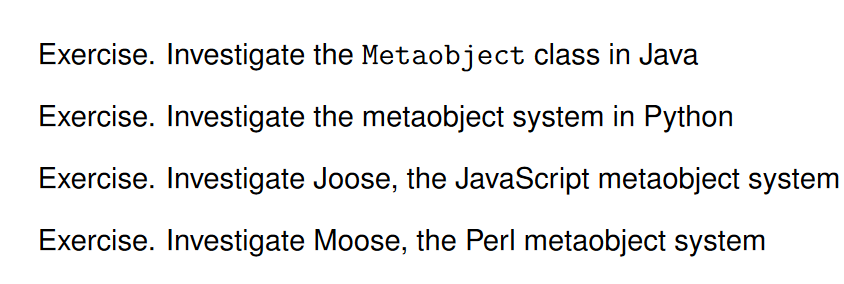 Exercise. Investigate the Metaobject class in Java
Exercise. Investigate the metaobject system in Python
Exercise. Investigate Joose, the JavaScript metaobject system
Exercise. Investigate Moose, the Perl metaobject system